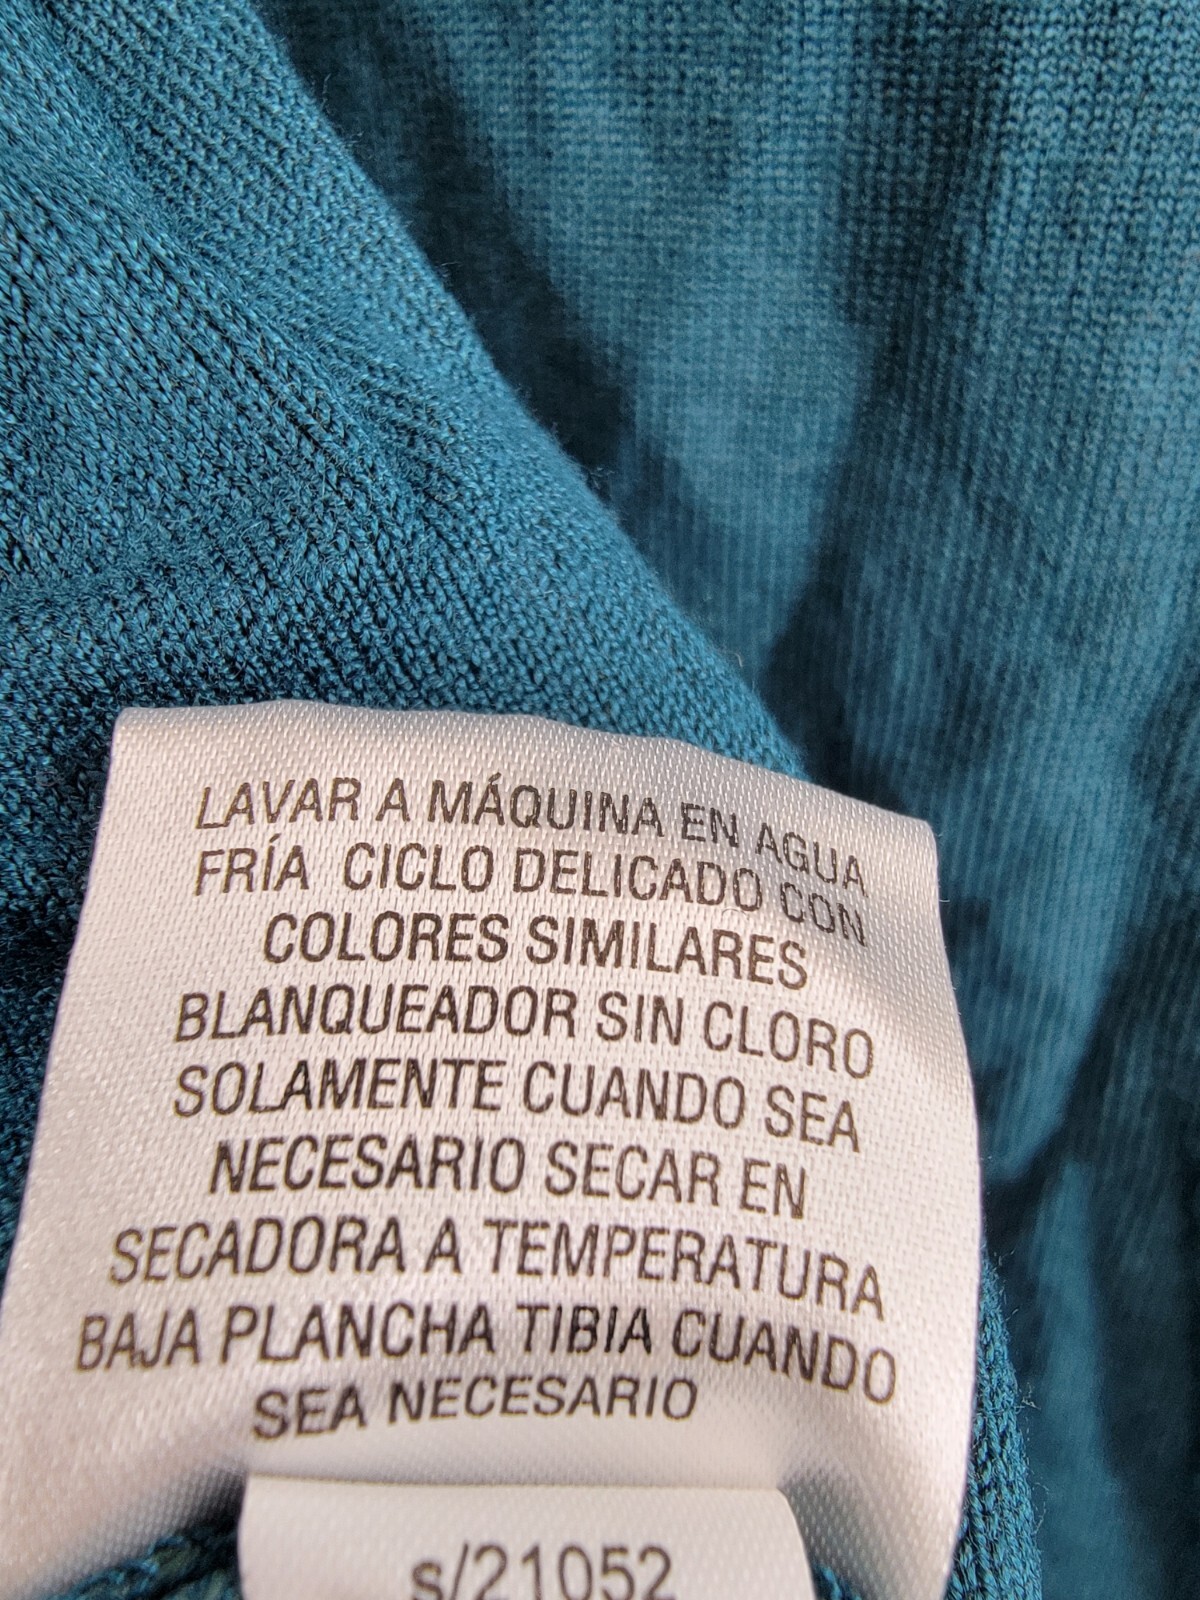 LAVAR A MÁQUINA EN AGUA
FRÍA CICLO DELICADO CON
COLORES SIMILARES
BLANQUEADOR SIN CLORO
SOLAMENTE CUANDO SEA
NECESARIO SECAR EN
SECADORA A TEMPERATURA
BAJA PLANCHA TIBIA CUANDO
SEA NECESARIO
s/21052